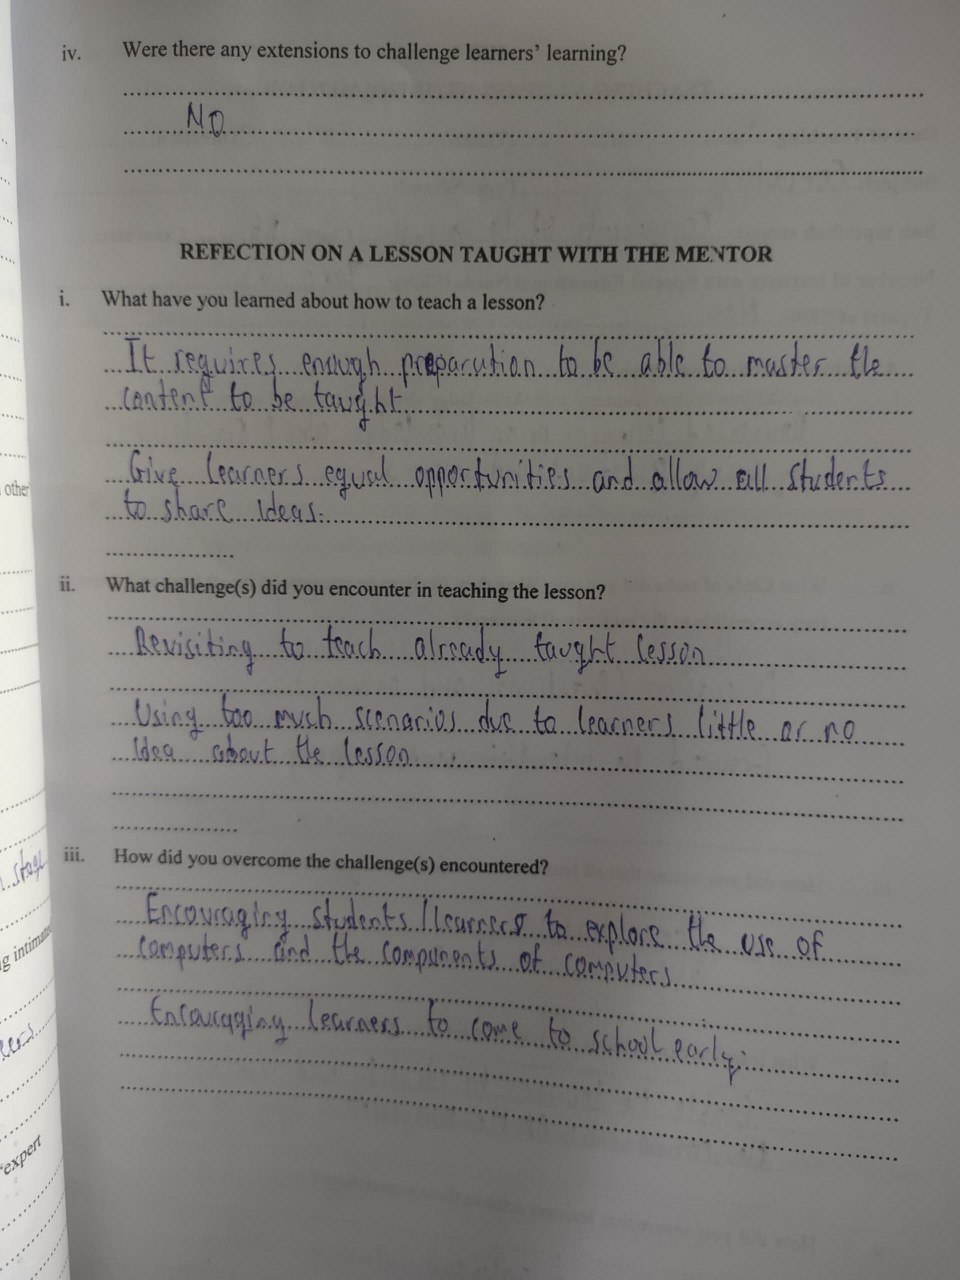 iv. Were there any extensions to challenge learners' learning?
NO
REFECTION ON A LESSON TAUGHT WITH THE MENTOR
i. What have you learned about how to teach a lesson?
It requires enough preparation to be able to master the
content to be taught
Give learners equal opportunities and allow all students
to share Ideas.
ii. What challenge(s) did you encounter in teaching the lesson?
Revisiting to teach already taught lesson
Using too much scenarios due to learners little or no
Idea about the lesson
iii. How did you overcome the challenge(s) encountered?
Encouraging students/learners to explore the use of
computers and the components of computers
Encouraging learners to come to school early.
other
stage
g intimate
expert